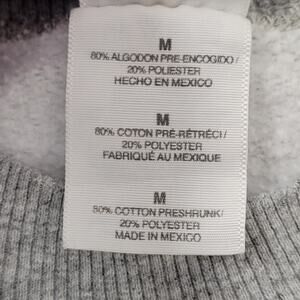 M
80% ALGODON PRE-ENCOGIDO/
20% POLIESTER
HECHO EN MEXICO
M
80% COTON PRÉ-RÉTRÉCI/
20% POLYESTER
FABRIQUÉ AU MEXIQUE
M
80% COTTON PRESHRUNK/
20% POLYESTER
MADE IN MEXICO